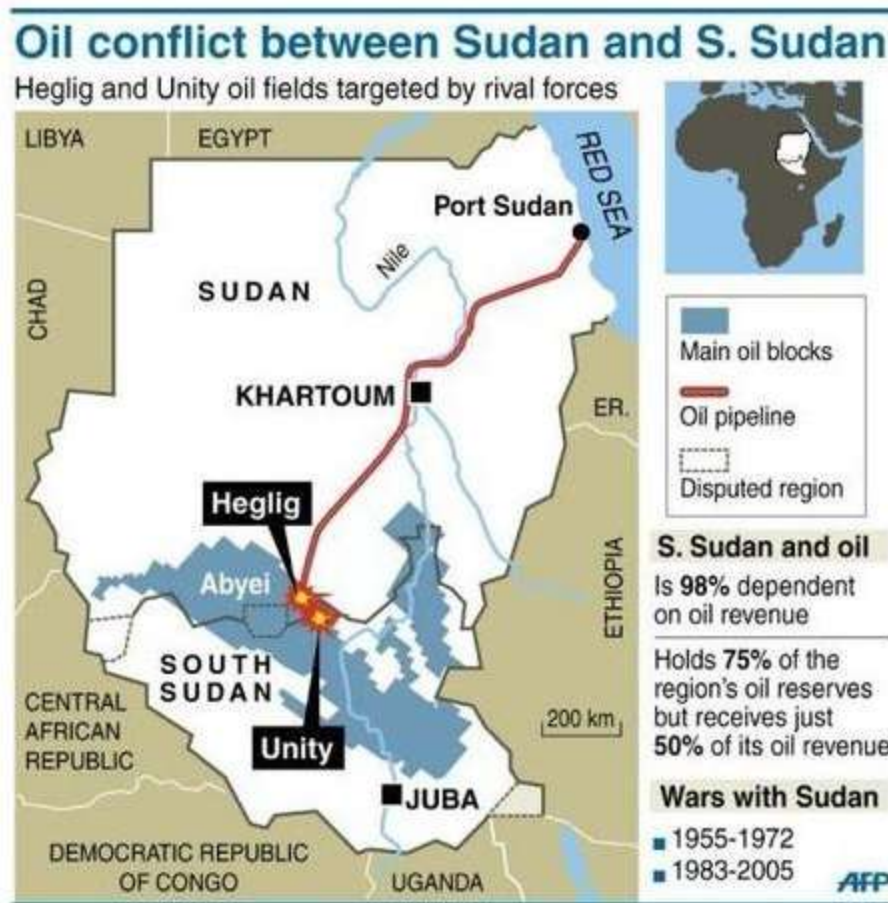 Oil conflict between Sudan and S. Sudan
Heglig and Unity oil fields targeted by rival forces
LIBYA
EGYPT
RED SEA
Port Sudan
Nile
SUDAN
CHAD
KHARTOUM
ER.
Heglig
Abyei
ETHIOPIA
SOUTH
SUDAN
CENTRAL
AFRICAN
REPUBLIC
200 km
Unity
JUBA
DEMOCRATIC REPUBLIC
OF CONGO
UGANDA
Main oil blocks
Oil pipeline
Disputed region
S. Sudan and oil
Is 98% dependent
on oil revenue
Holds 75% of the
region's oil reserves
but receives just
50% of its oil revenue
Wars with Sudan
1955-1972
1983-2005
AFP